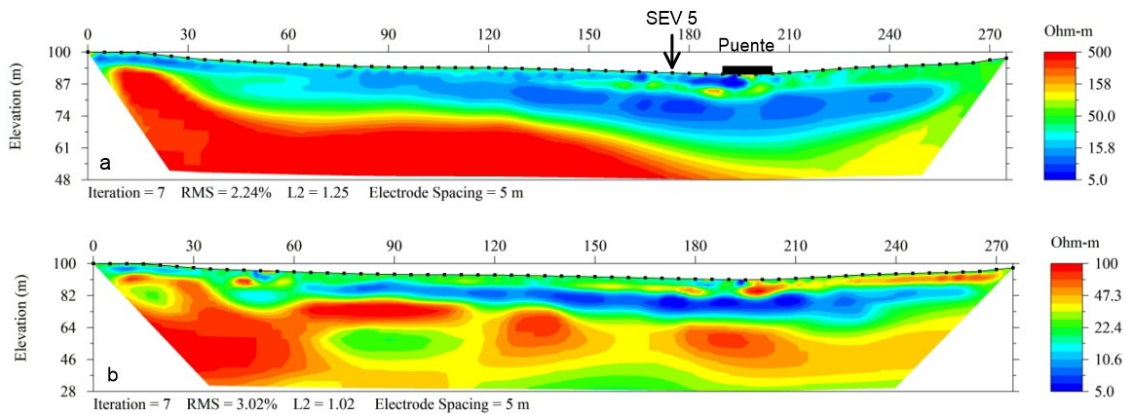 SEV 5
Puente
0 30 60 90 120 150 180 210 240 270
Ohm-m
Elevation (m)
100
87
74
61
48
500
158
50.0
15.8
5.0
a
Iteration = 7 RMS = 2.24% L2 = 1.25 Electrode Spacing = 5 m
0 30 60 90 120 150 180 210 240 270
Ohm-m
Elevation (m)
100
82
64
46
28
100
47.3
22.4
10.6
5.0
b
Iteration = 7 RMS = 3.02% L2 = 1.02 Electrode Spacing = 5 m